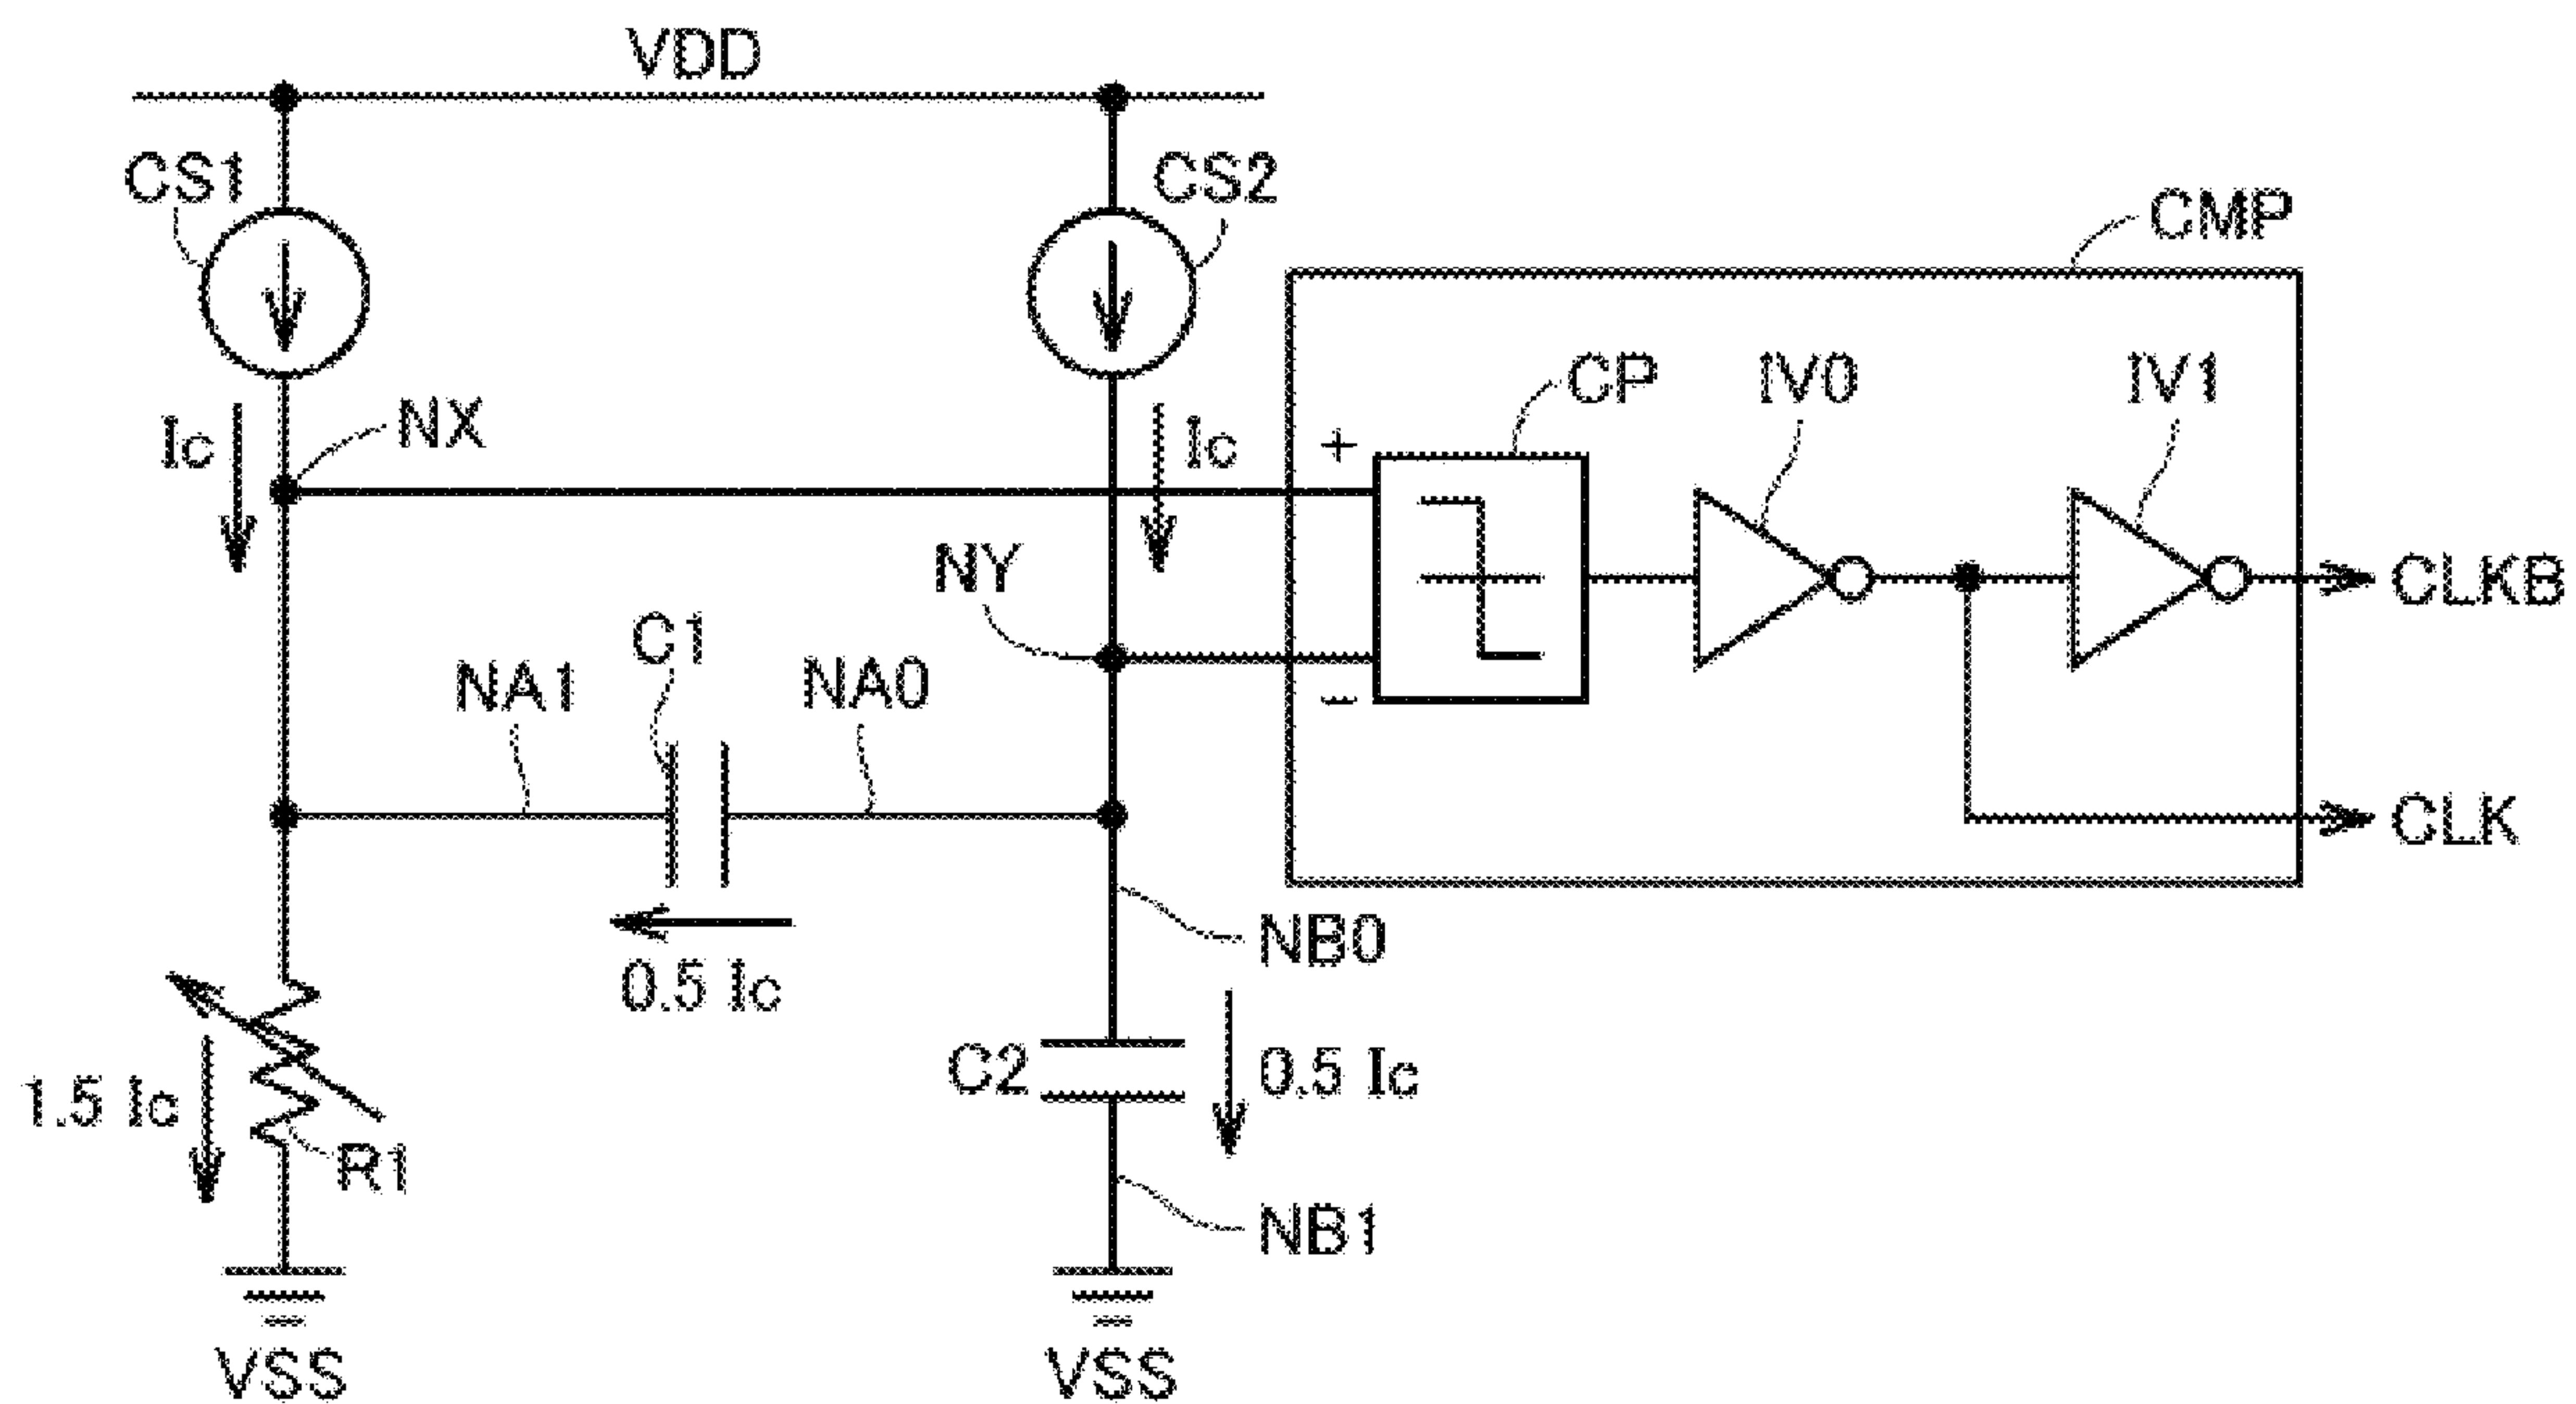 VDD
CS1
CS2
CMP
CP
IV0
IV1
Ic
NX
Ic
+
NY
CLKB
C1
NA1
NA0
−
CLK
NB0
0.5 Ic
C2
0.5 Ic
1.5 Ic
R1
NB1
VSS
VSS